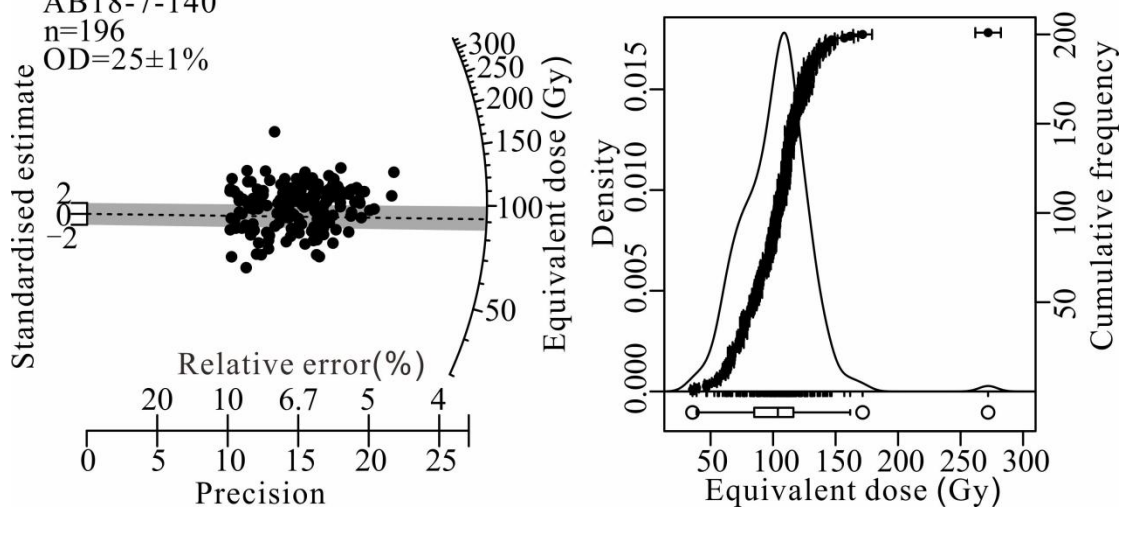 AB18-7-140
n=196
OD=25±1%
Standardised estimate
2
0
−2
300
250
200
150
100
50
Equivalent dose (Gy)
Relative error(%)
20 10 6.7 5 4
0 5 10 15 20 25
Precision
Density
0.015
0.010
0.005
0.000
200
150
100
50
Cumulative frequency
50 100 150 200 250 300
Equivalent dose (Gy)